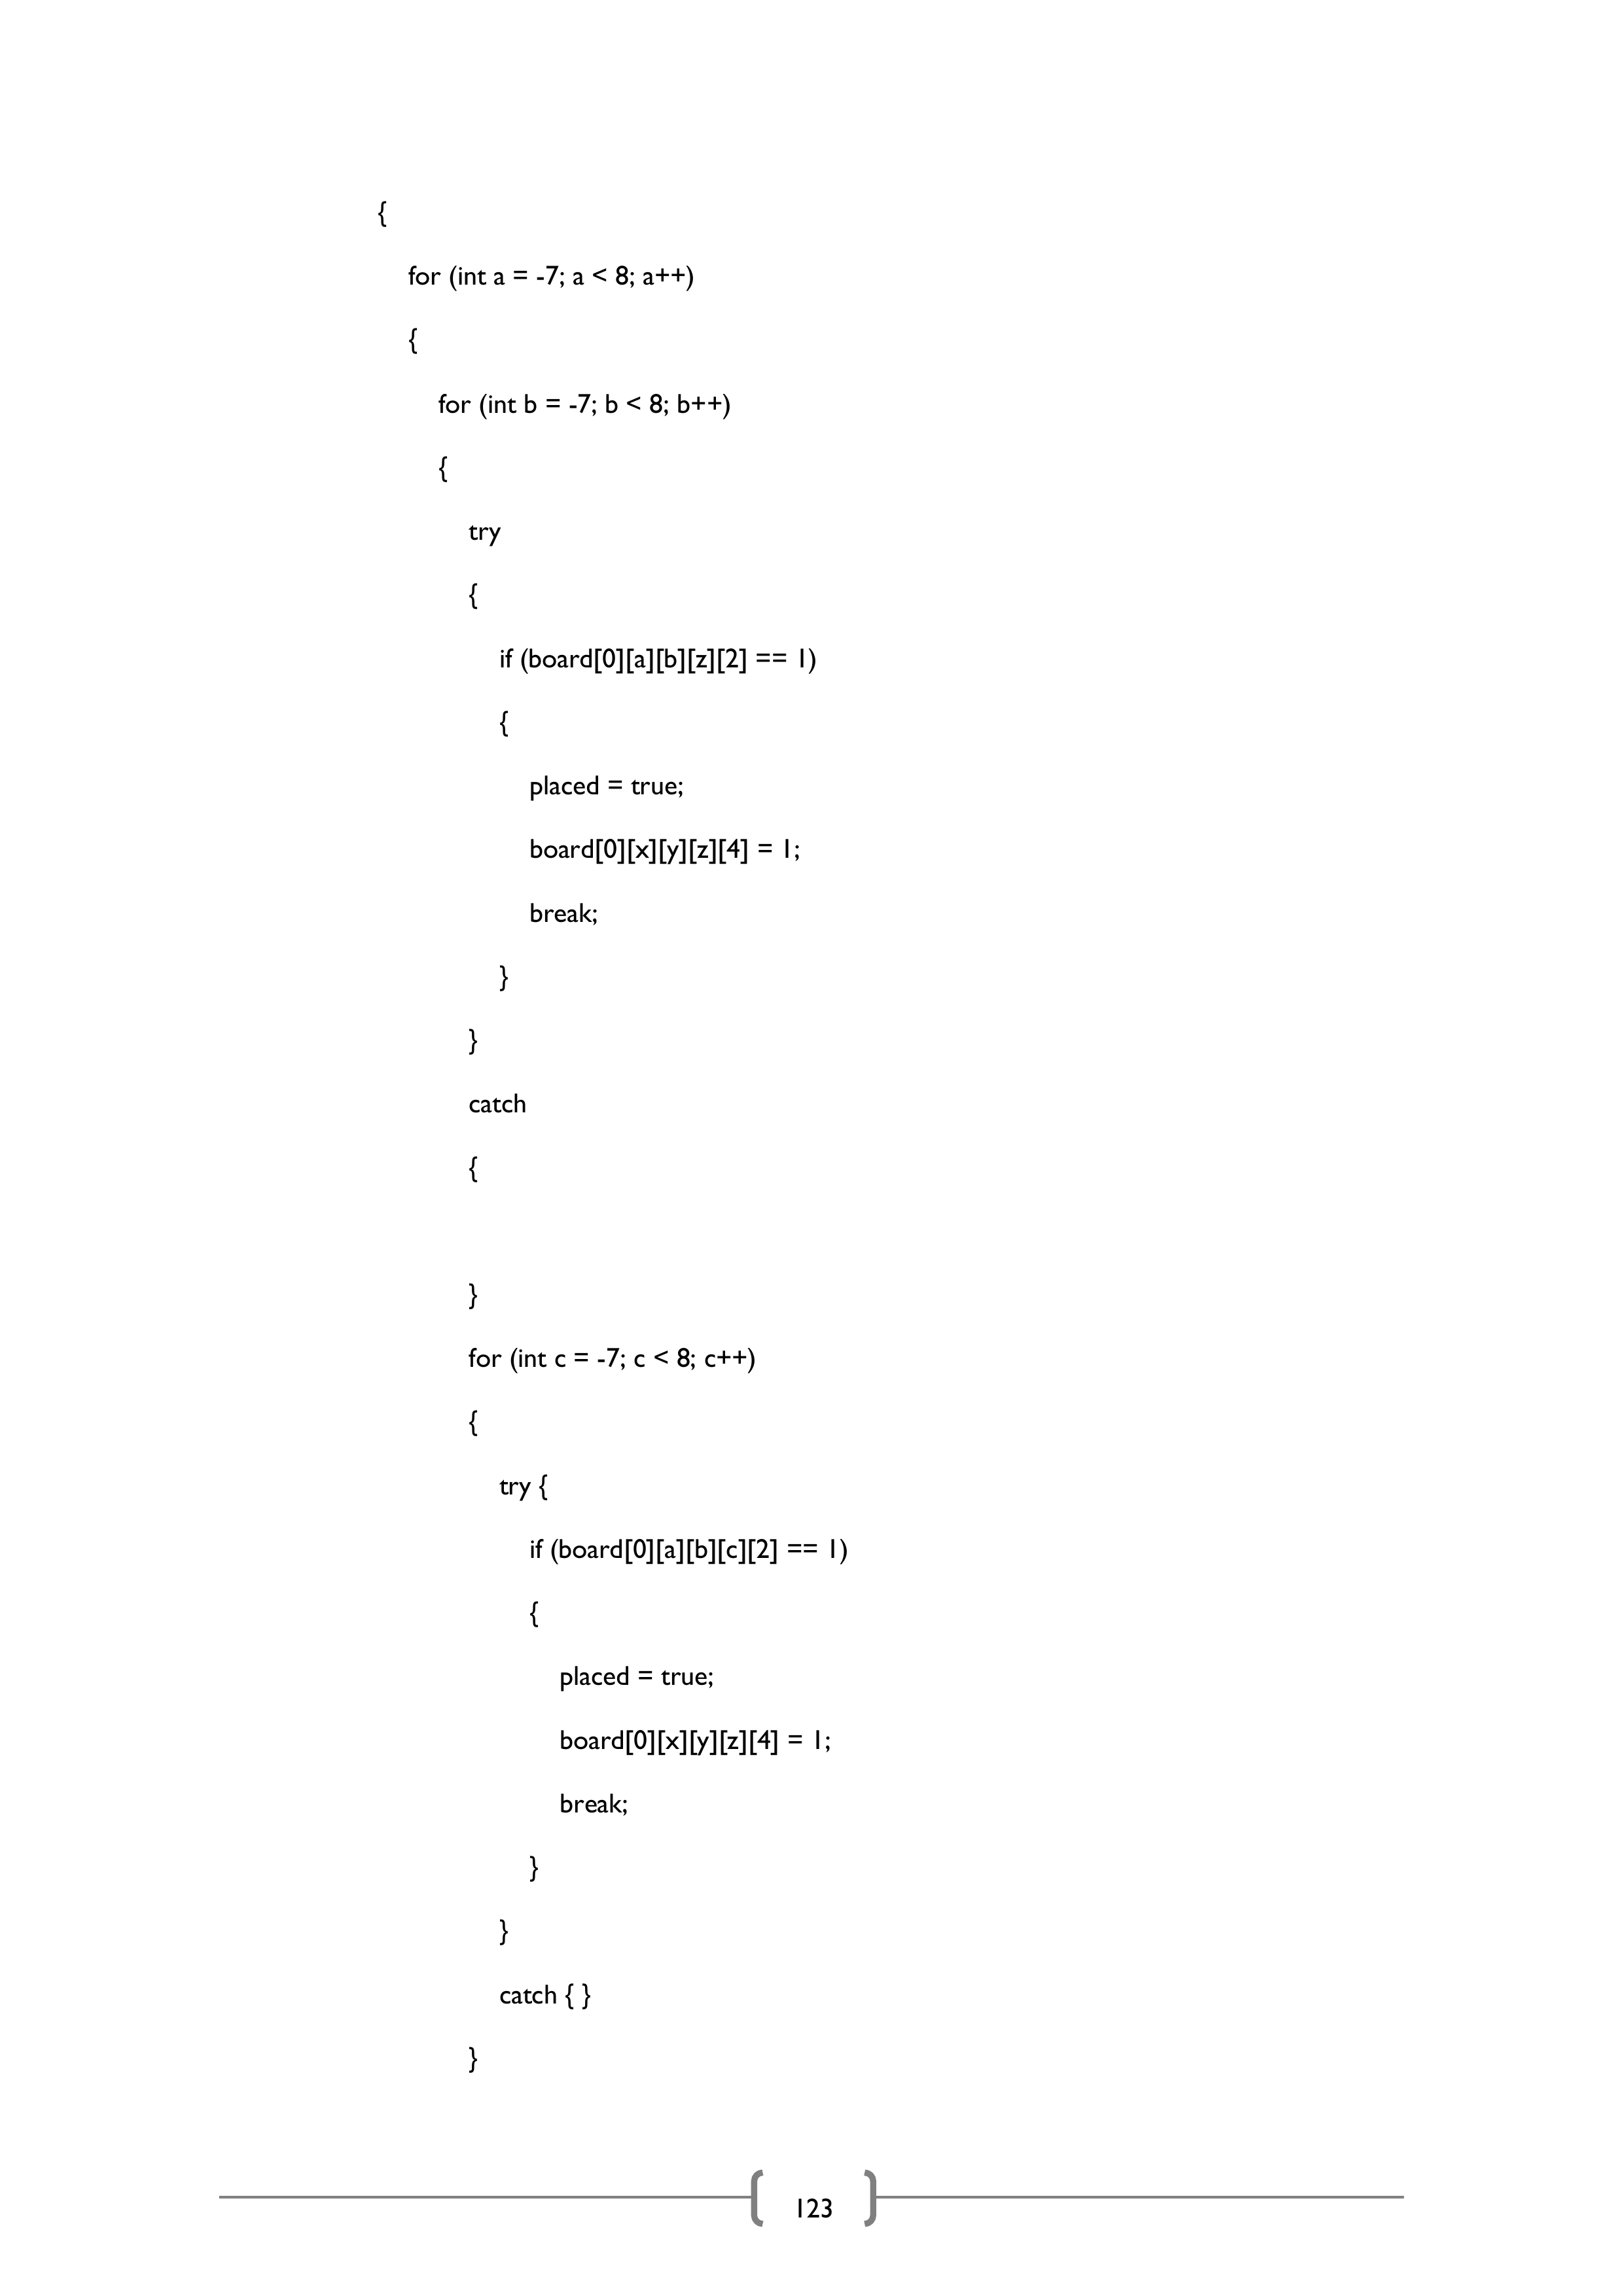 {
for (int a = -7; a < 8; a++)
{
for (int b = -7; b < 8; b++)
{
try
{
if (board[0][a][b][z][2] == 1)
{
placed = true;
board[0][x][y][z][4] = 1;
break;
}
}
catch
{
}
for (int c = -7; c < 8; c++)
{
try {
if (board[0][a][b][c][2] == 1)
{
placed = true;
board[0][x][y][z][4] = 1;
break;
}
}
catch { }
}
123